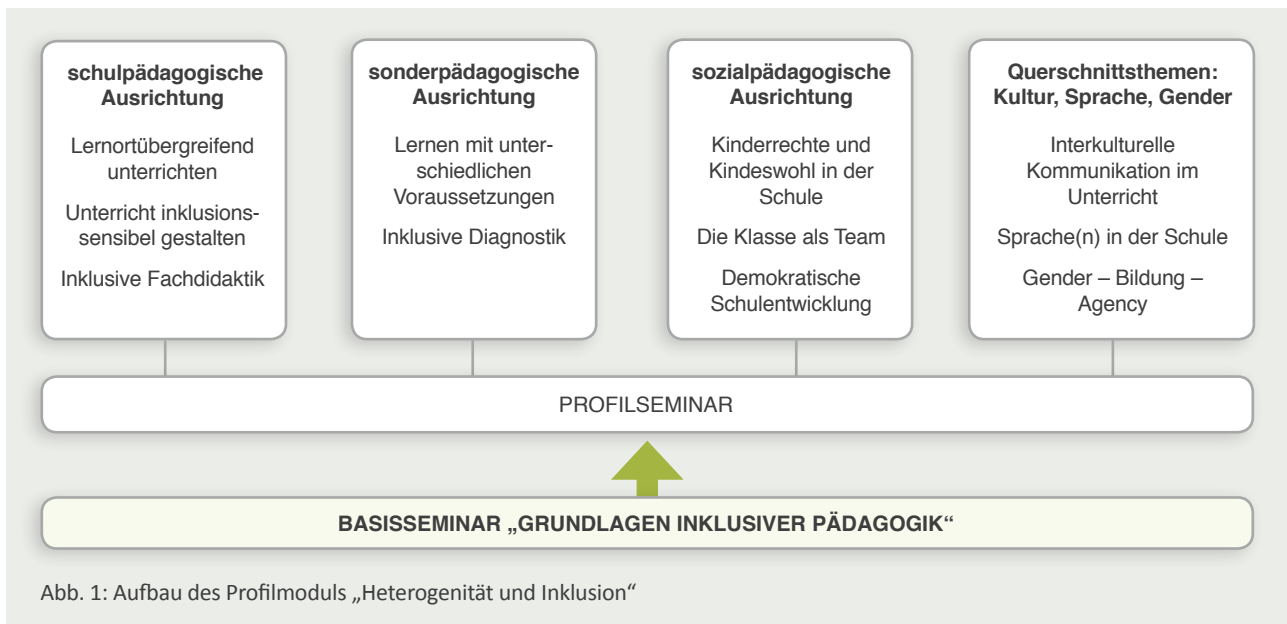 schulpädagogische
Ausrichtung
Lernortübergreifend
unterrichten
Unterricht inklusions-
sensibel gestalten
Inklusive Fachdidaktik
sonderpädagogische
Ausrichtung
Lernen mit unter-
schiedlichen
Voraussetzungen
Inklusive Diagnostik
sozialpädagogische
Ausrichtung
Kinderrechte und
Kindeswohl in der
Schule
Die Klasse als Team
Demokratische
Schulentwicklung
Querschnittsthemen:
Kultur, Sprache, Gender
Interkulturelle
Kommunikation im
Unterricht
Sprache(n) in der Schule
Gender – Bildung –
Agency
PROFILSEMINAR
BASISSEMINAR „GRUNDLAGEN INKLUSIVER PÄDAGOGIK“
Abb. 1: Aufbau des Profilmoduls „Heterogenität und Inklusion“